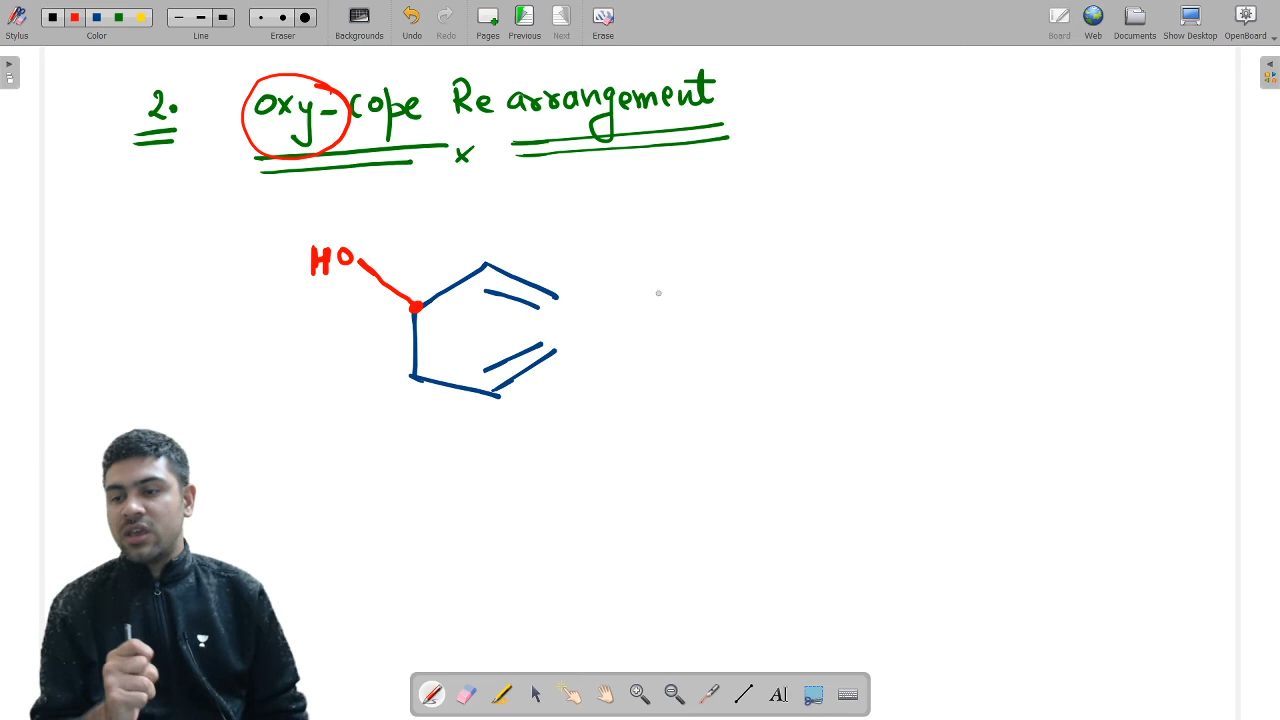 Stylus
Color
Line
Eraser
Backgrounds
Undo
Redo
Pages
Previous
Next
Erase
Board
Web
Documents
Show Desktop
OpenBoard
2. Oxy-Cope Rearrangement
x
HO
AI